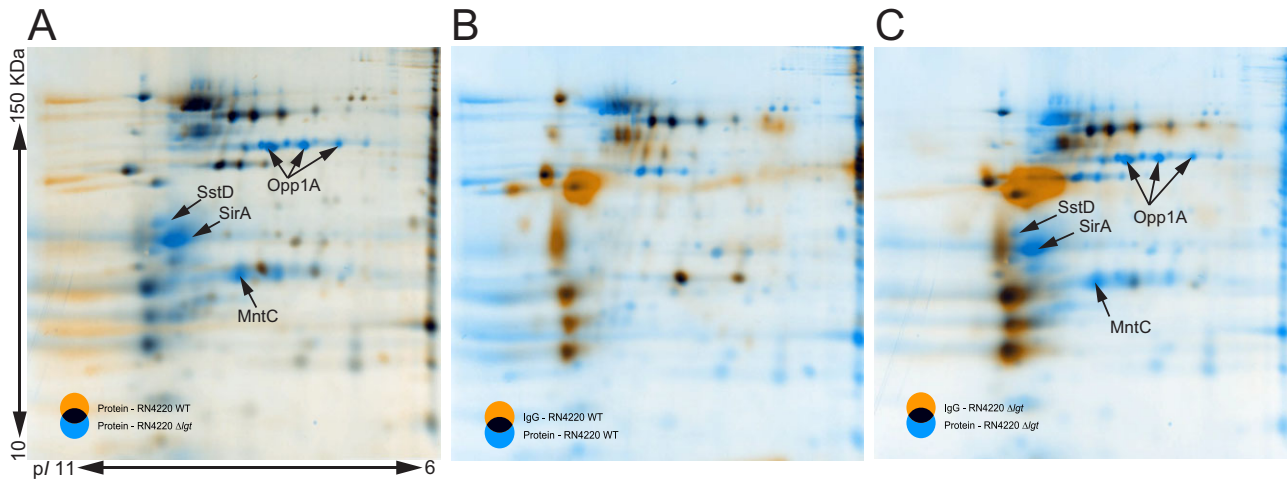 A
B
C
150 KDa
10
pI 11
6
Opp1A
SstD
SirA
MntC
Protein - RN4220 WT
Protein - RN4220 Δlgt
IgG - RN4220 WT
Protein - RN4220 WT
Opp1A
SstD
SirA
MntC
IgG - RN4220 Δlgt
Protein - RN4220 Δlgt